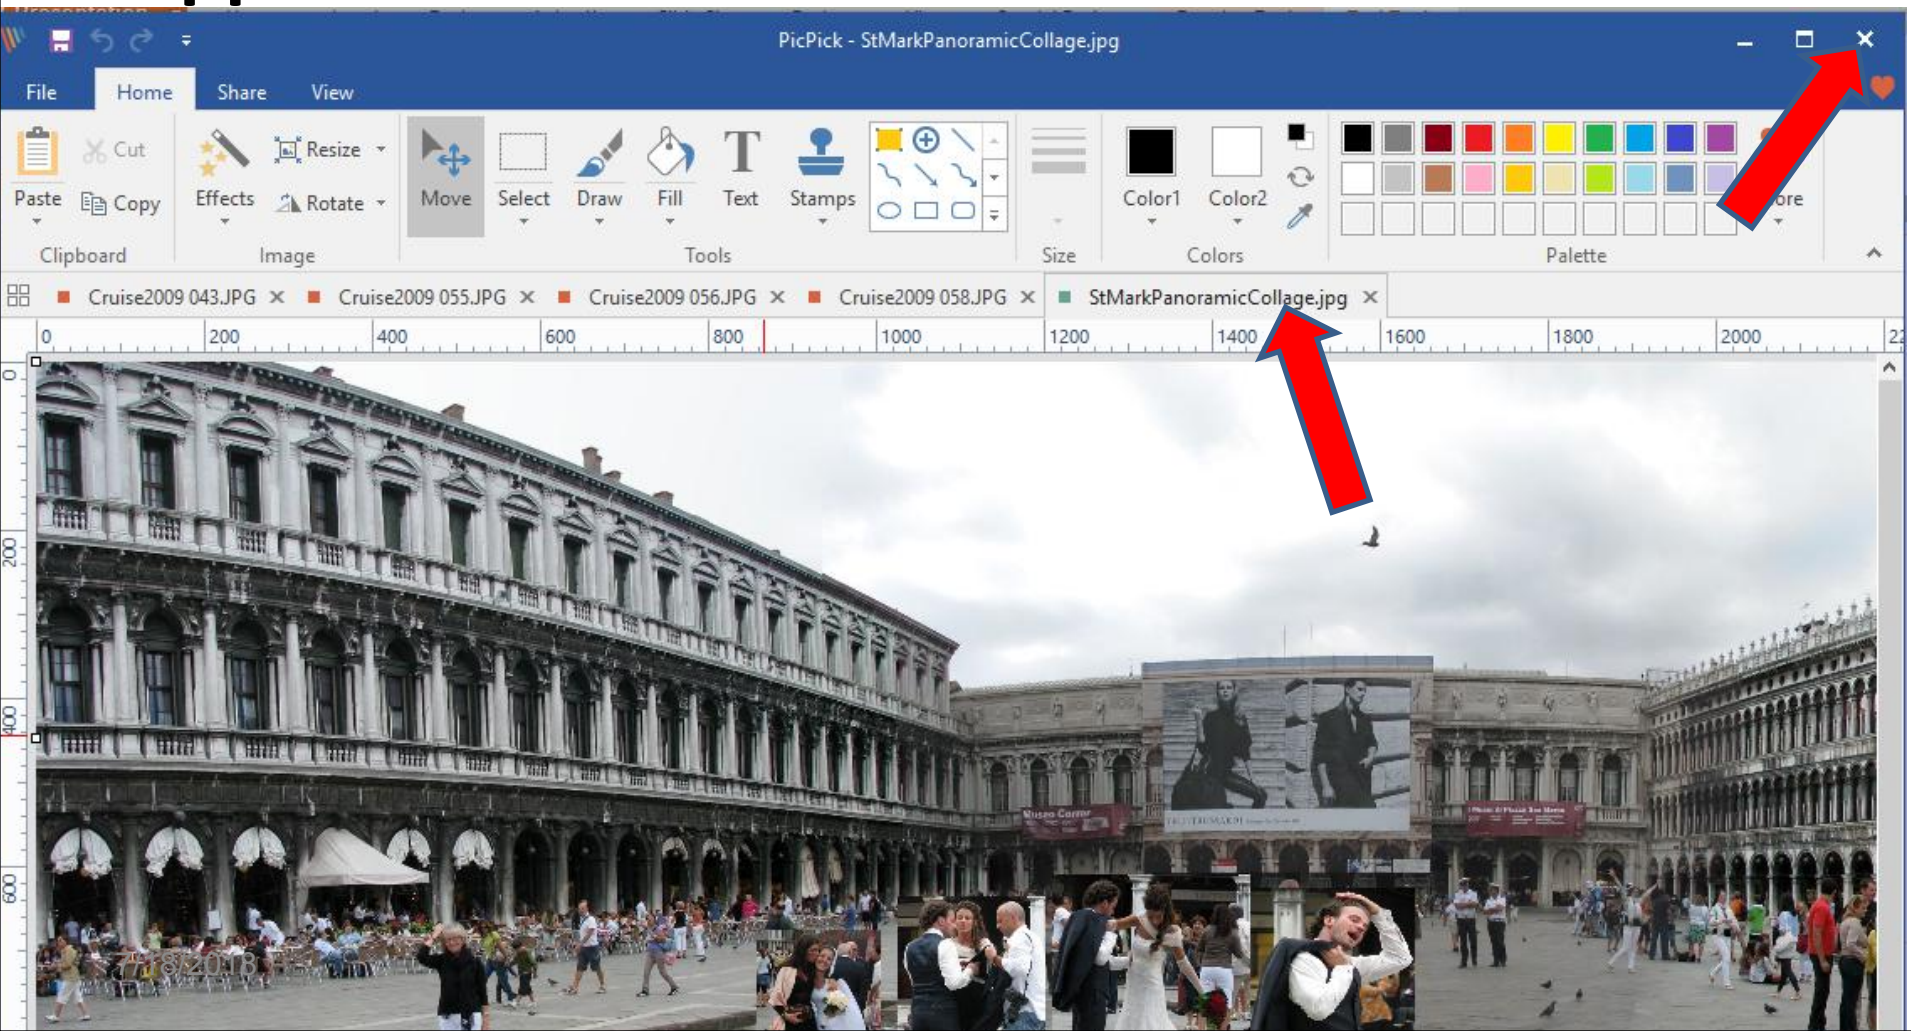 PicPick - StMarkPanoramicCollage.jpg
File Home Share View
Cut Resize
Paste Copy Effects Rotate Move Select Draw Fill Text Stamps Color1 Color2
Clipboard Image Tools Size Colors Palette
Cruise2009 043.JPG Cruise2009 055.JPG Cruise2009 056.JPG Cruise2009 058.JPG StMarkPanoramicCollage.jpg
0 200 400 600 800 1000 1200 1400 1600 1800 2000
0
200
400
Museo Correr
600
7/18/2018